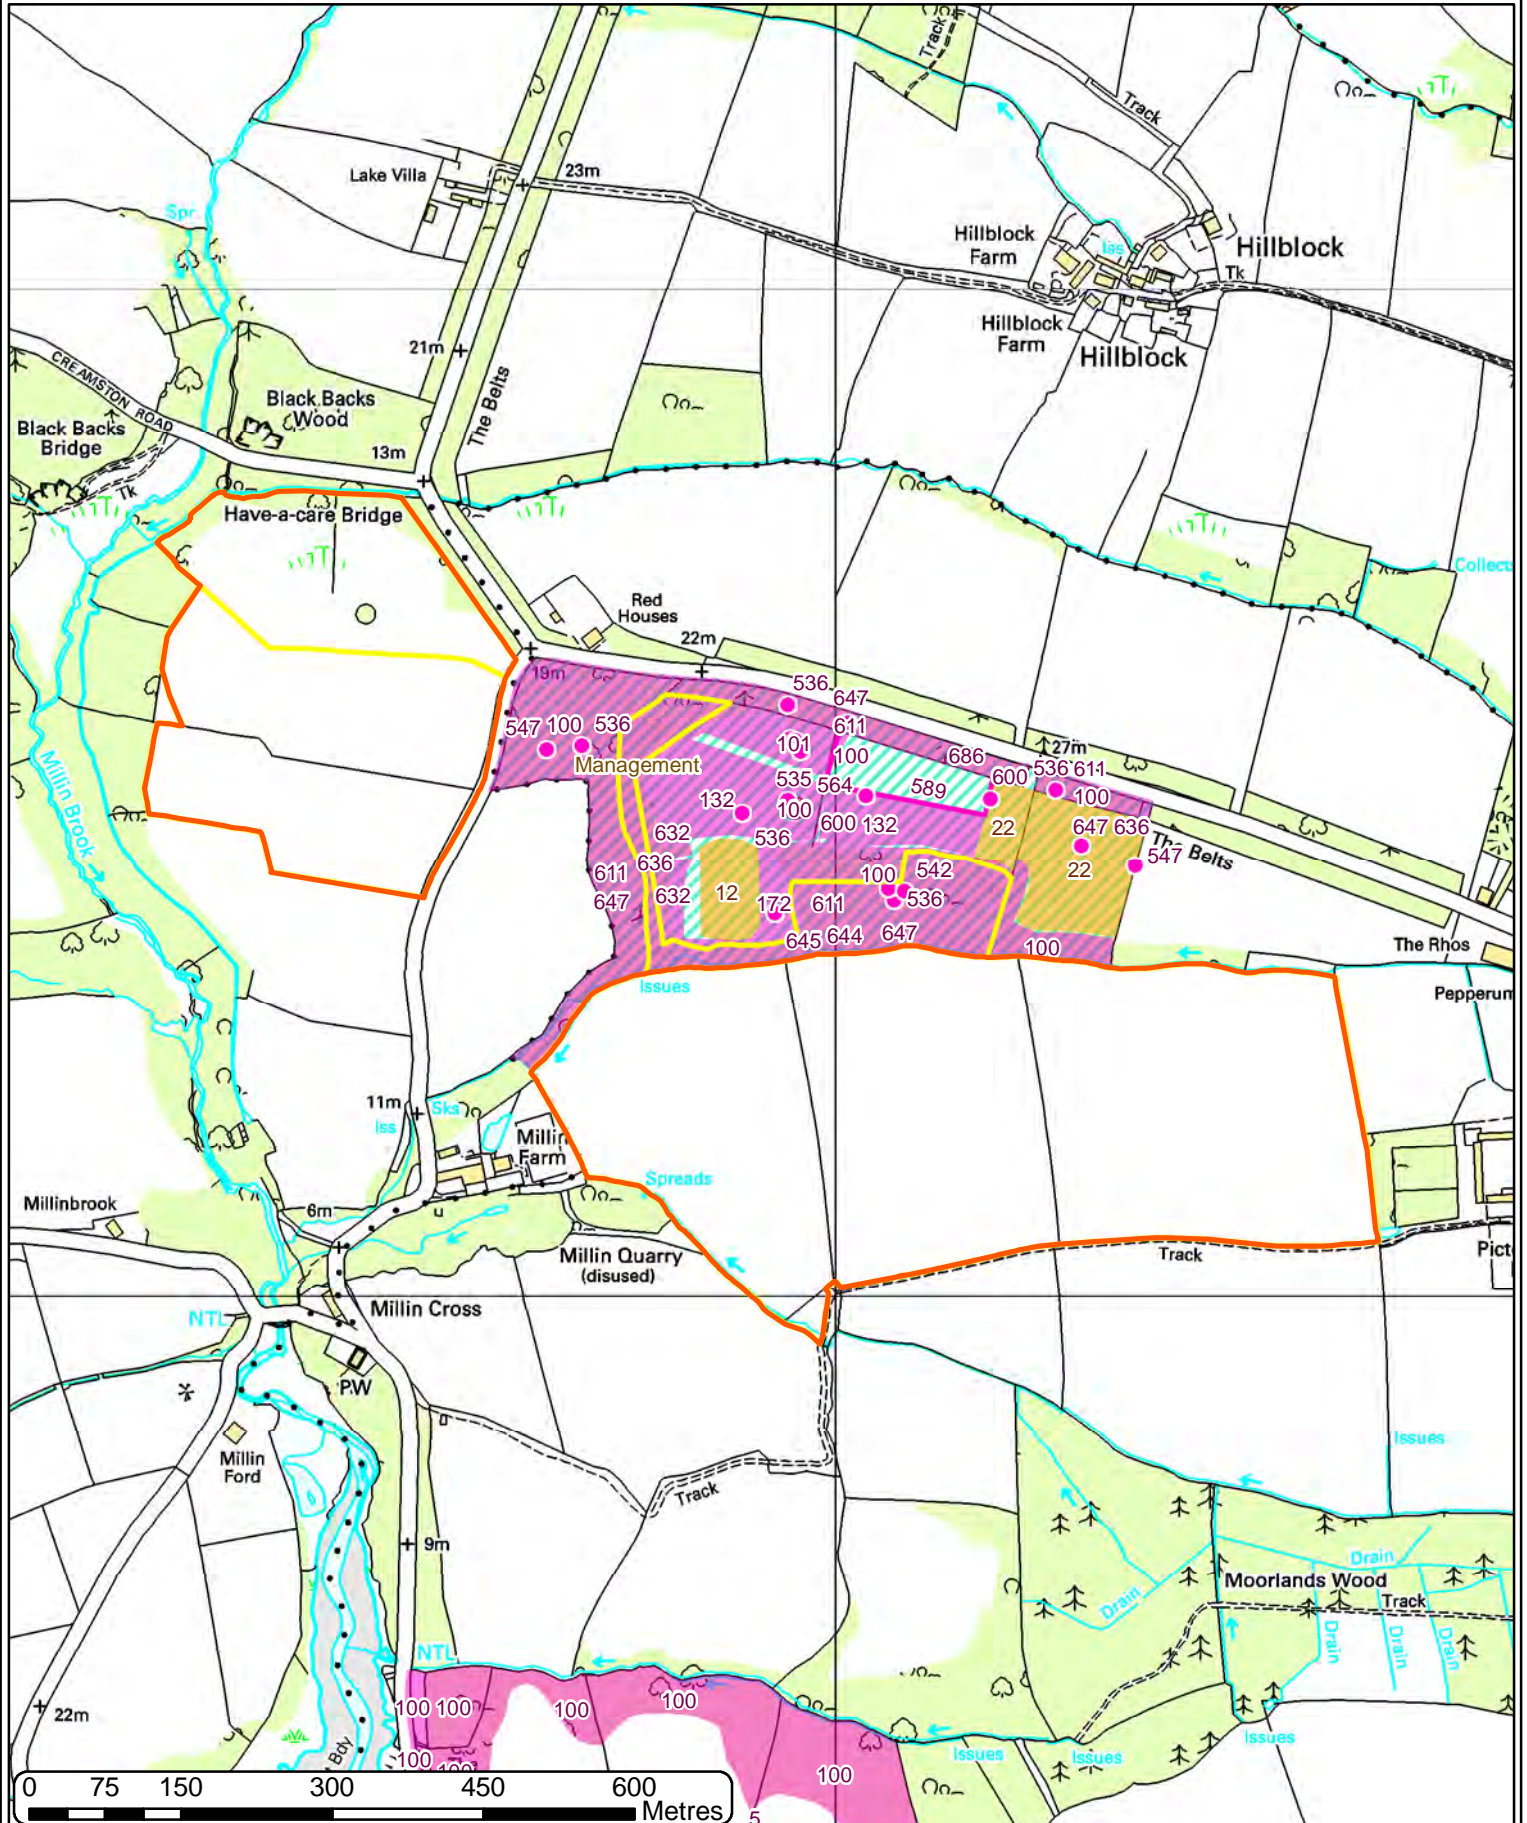 Track
Track
Lake Villa
23m
Spr
Hillblock
Farm
Iss
Hillblock
Tk
Hillblock
Farm
Hillblock
21m
CREAMSTON ROAD
The Belts
Black Backs
Wood
Black Backs
Bridge
13m
Tk
Have-a-care Bridge
Collects
Red
Houses
22m
19m
536
647
547 100 536
611
101
100
686
27m
Management
535
564
589
600
536 611
100
132
100
600
132
22
647 636
The Belts
632
536
547
636
100
542
22
611
632
12
172
611
536
647
645
644
647
100
The Rhos
Issues
Pepperum
Millin Brook
11m
Iss
Sks
Millin
Farm
Spreads
Millinbrook
6m
u
Millin Quarry
(disused)
Track
Pict
NTL
Millin Cross
PW
Millin
Ford
Issues
Track
9m
Drain
Moorlands Wood
Track
Drain
Drain
Drain
Drain
NTL
22m
100 100
100
100
Bdy
100
100
100
Issues
Issues
Issues
5
0 75 150 300 450 600
Metres